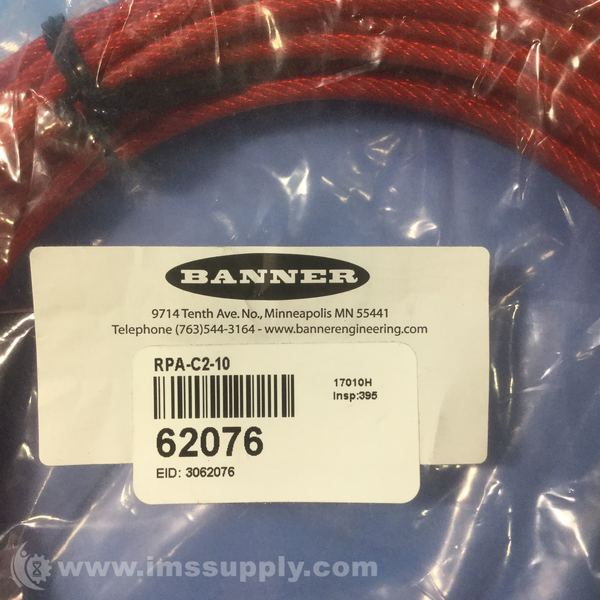 BANNER
9714 Tenth Ave. No., Minneapolis MN 55441
Telephone (763)544-3164 - www.bannerengineering.com
RPA-C2-10
17010H
Insp:395
62076
EID: 3062076
www.imssupply.com